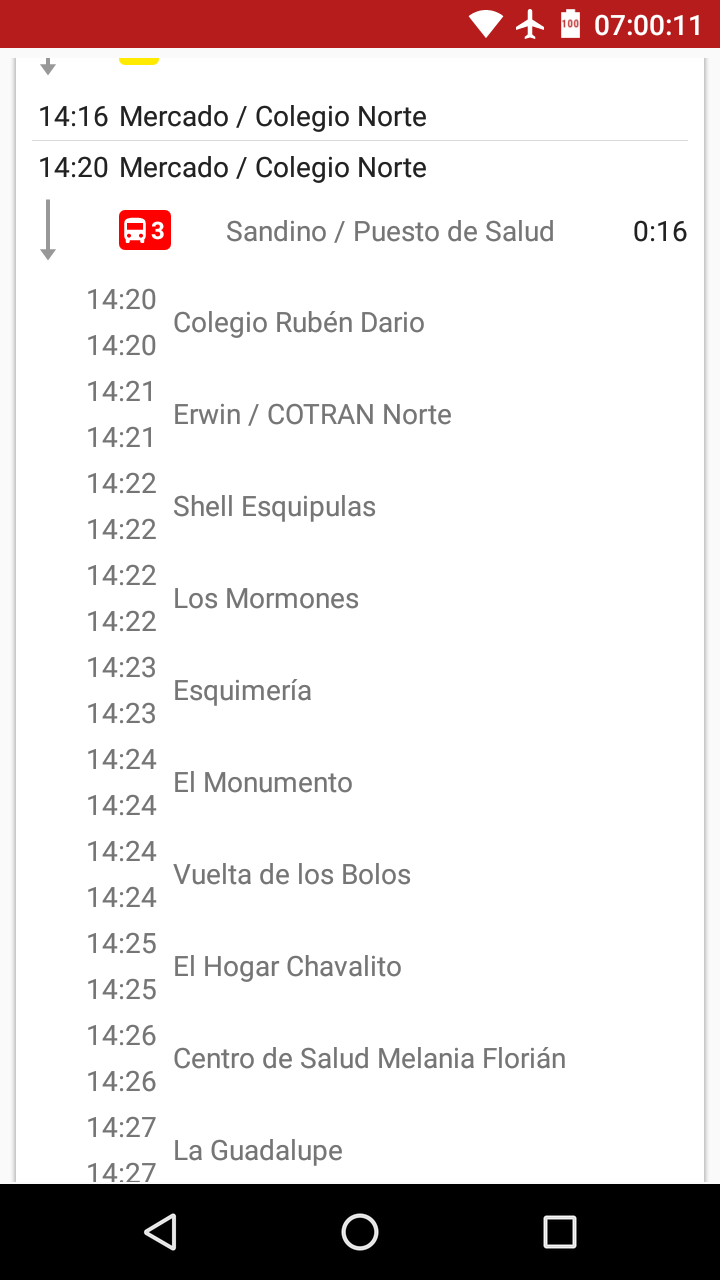 100 07:00:11
14:16 Mercado / Colegio Norte
14:20 Mercado / Colegio Norte
3 Sandino / Puesto de Salud 0:16
14:20
Colegio Rubén Dario
14:20
14:21
Erwin / COTRAN Norte
14:21
14:22
Shell Esquipulas
14:22
14:22
Los Mormones
14:22
14:23
Esquimería
14:23
14:24
El Monumento
14:24
14:24
Vuelta de los Bolos
14:24
14:25
El Hogar Chavalito
14:25
14:26
Centro de Salud Melania Florián
14:26
14:27
La Guadalupe
14:27